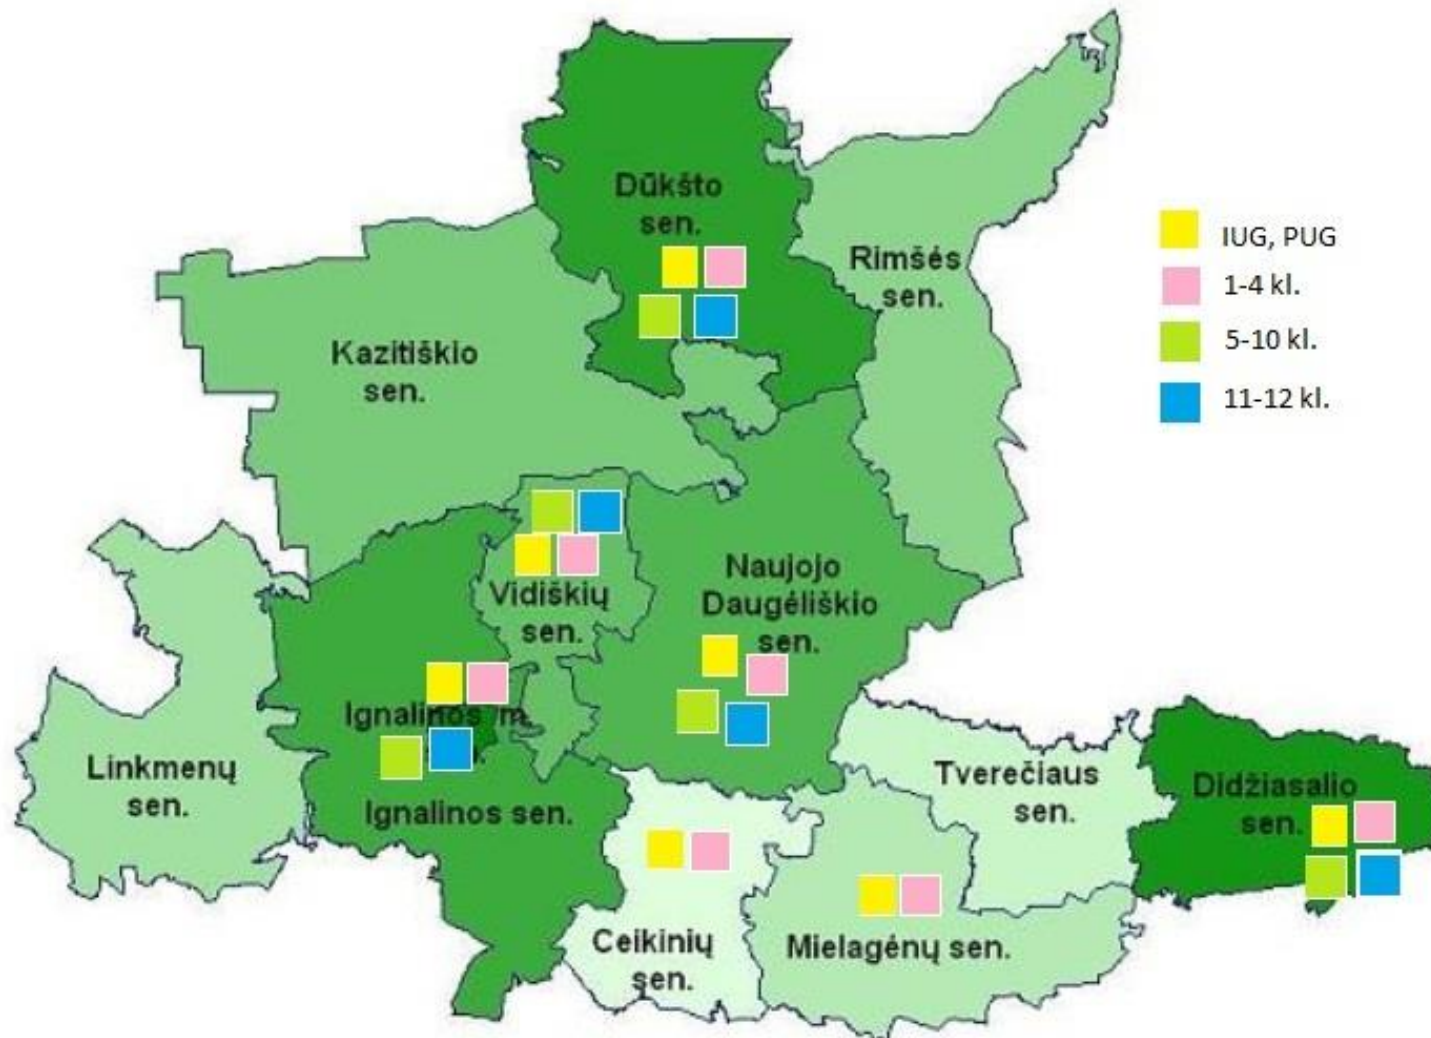 Dūkšto
sen.
Rimšės
sen.
IUG, PUG
1-4 kl.
5-10 kl.
11-12 kl.
Kazitiškio
sen.
Vidiškių
sen.
Naujojo
Daugėliškio
sen.
Ignalinos m.
Ignalinos sen.
Linkmenų
sen.
Tverečiaus
sen.
Didžiasalio
sen.
Ceikinių
sen.
Mielagėnų sen.